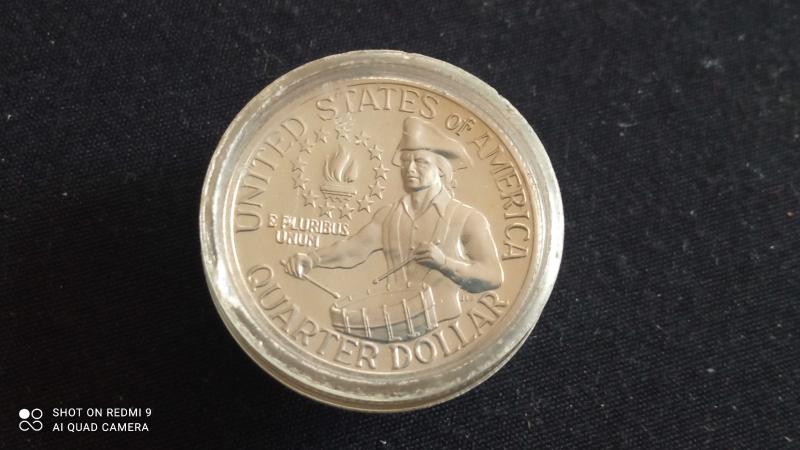 UNITED STATES of AMERICA
E PLURIBUS
UNUM
QUARTER DOLLAR
SHOT ON REDMI 9
AI QUAD CAMERA